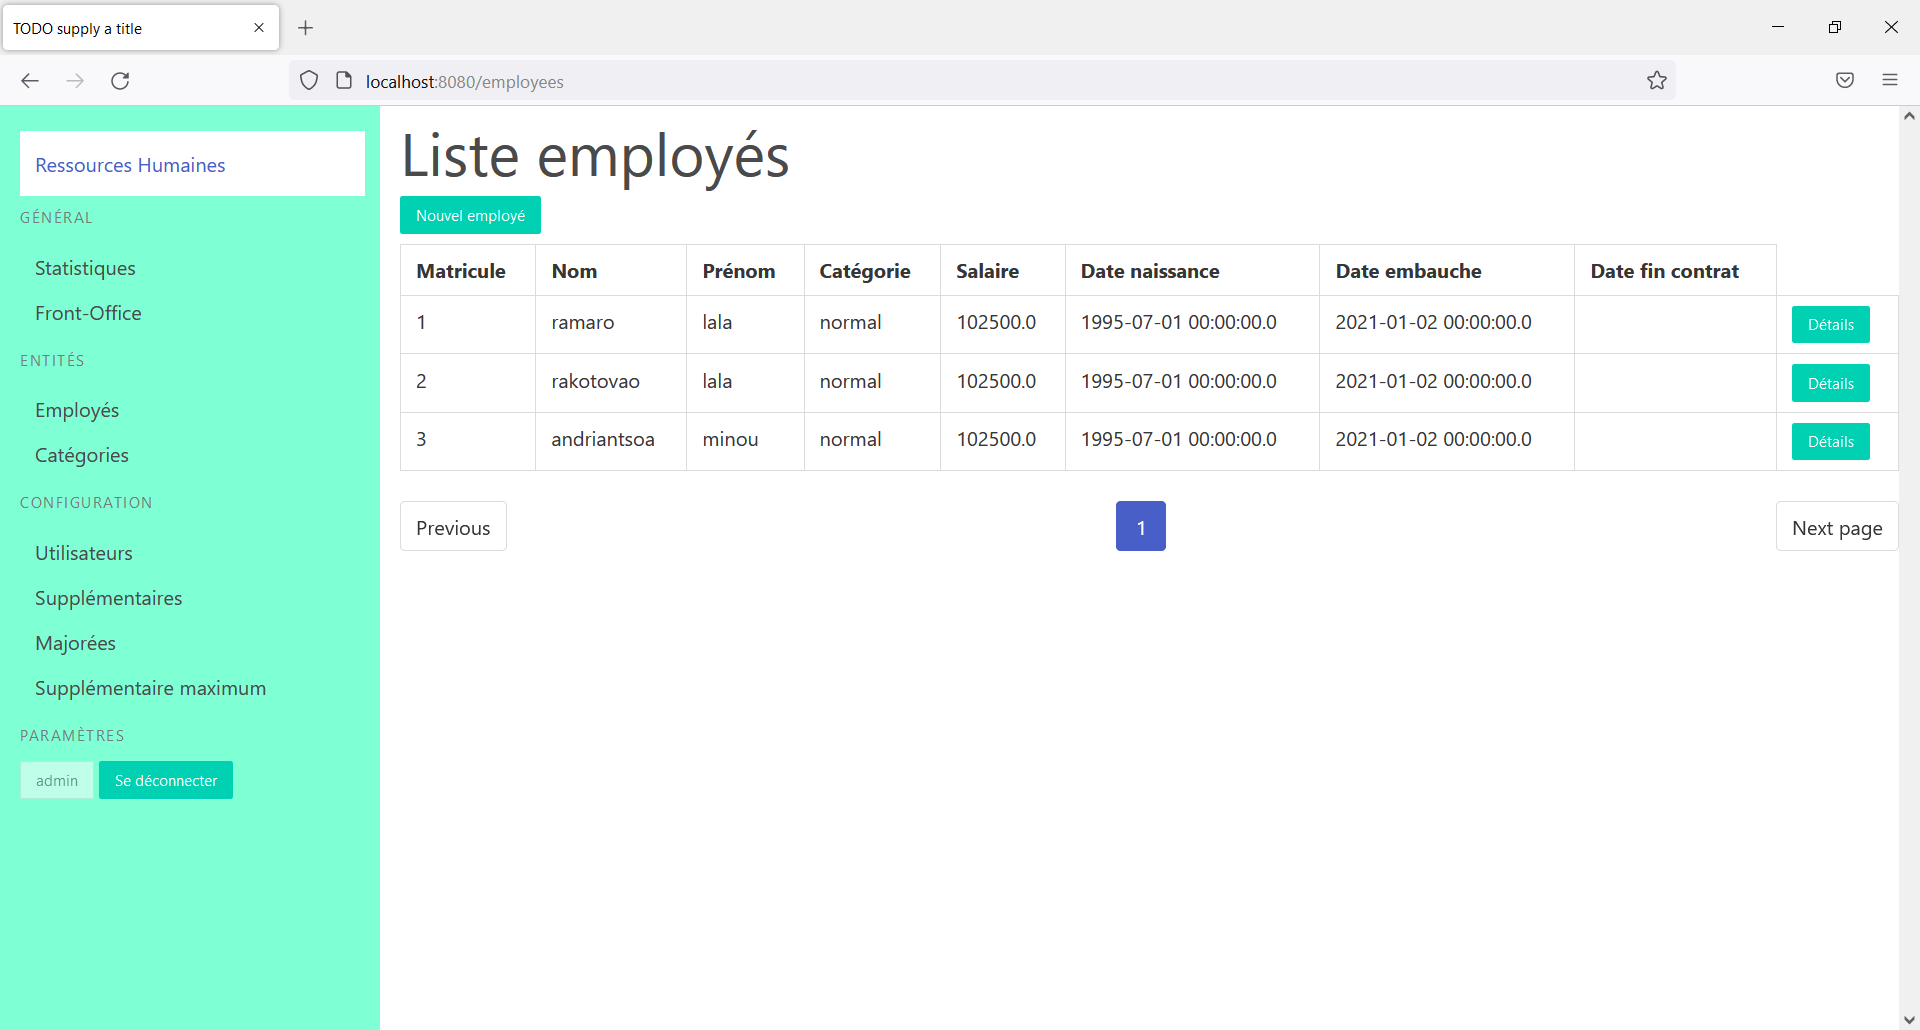 TODO supply a title
localhost:8080/employees
Ressources Humaines
GÉNÉRAL
Statistiques
Front-Office
ENTITÉS
Employés
Catégories
CONFIGURATION
Utilisateurs
Supplémentaires
Majorées
Supplémentaire maximum
PARAMÈTRES
admin Se déconnecter
Liste employés
Nouvel employé
Matricule Nom Prénom Catégorie Salaire Date naissance Date embauche Date fin contrat
1 ramaro lala normal 102500.0 1995-07-01 00:00:00.0 2021-01-02 00:00:00.0 Détails
2 rakotovao lala normal 102500.0 1995-07-01 00:00:00.0 2021-01-02 00:00:00.0 Détails
3 andriantsoa minou normal 102500.0 1995-07-01 00:00:00.0 2021-01-02 00:00:00.0 Détails
Previous 1 Next page